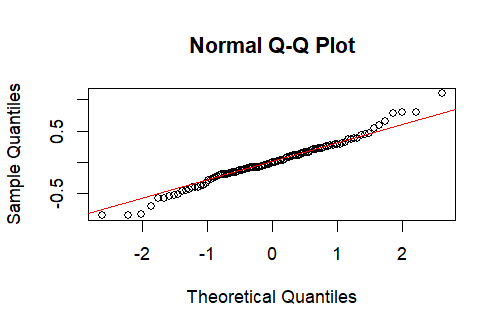 Normal Q-Q Plot
Sample Quantiles
0.5
-0.5
-2
-1
0
1
2
Theoretical Quantiles